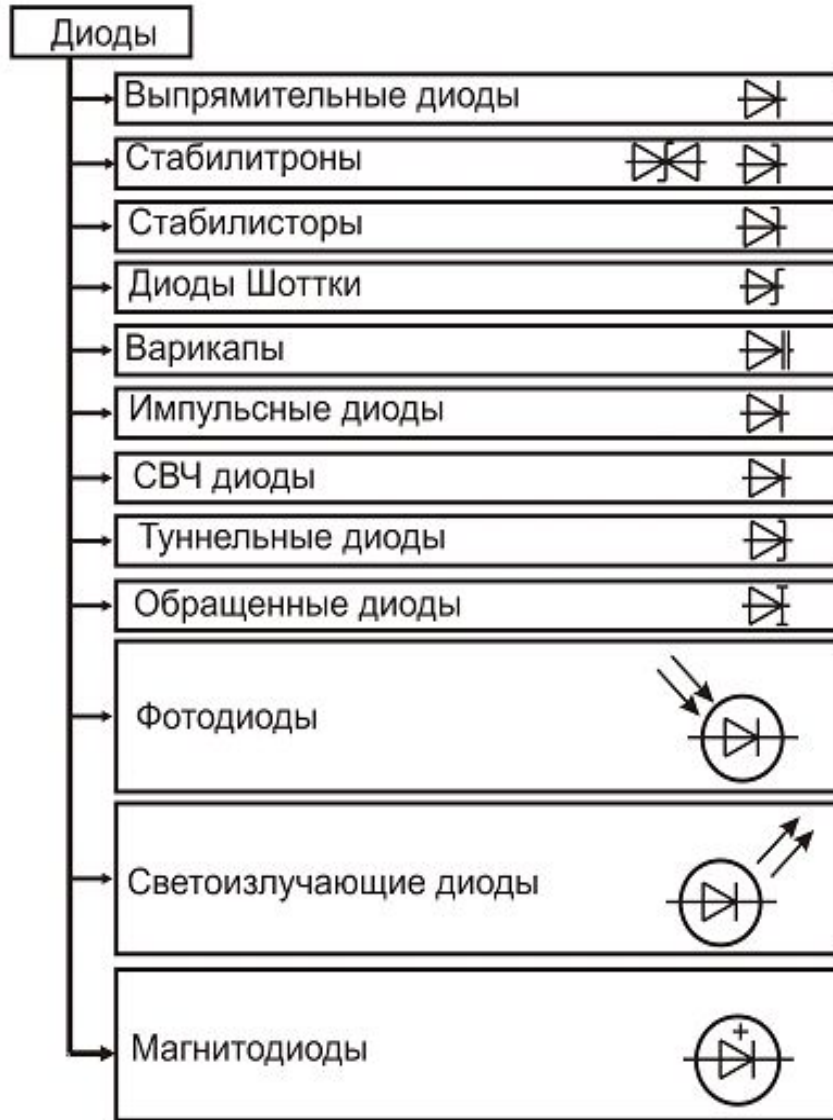 Диоды
Выпрямительные диоды
Стабилитроны
Стабилисторы
Диоды Шоттки
Варикапы
Импульсные диоды
СВЧ диоды
Туннельные диоды
Обращенные диоды
Фотодиоды
Светоизлучающие диоды
Магнитодиоды
+